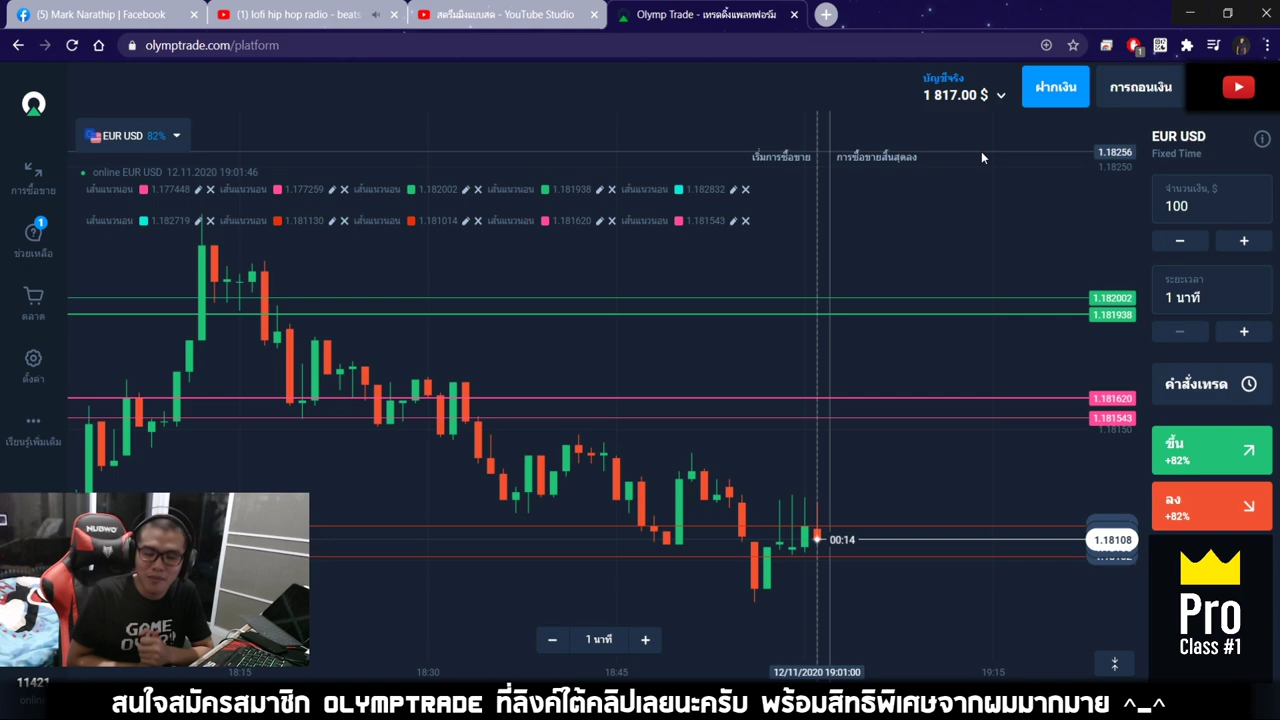 (5) Mark Narathip | Facebook
(1) lofi hip hop radio - beats
สตรีมมิงแบบสด - YouTube Studio
Olymp Trade - เทรดดิ้งแพลทฟอร์ม
olymptrade.com/platform
1
บัญชีจริง
1 817.00 $
ฝากเงิน
การถอนเงิน
EUR USD 82%
เริ่มการซื้อขาย
การซื้อขายสิ้นสุดลง
1.18256
1.18250
EUR USD
Fixed Time
online EUR USD 12.11.2020 19:01:46
เส้นแนวนอน 1.177448 เส้นแนวนอน 1.177259 เส้นแนวนอน 1.182002 เส้นแนวนอน 1.181938 เส้นแนวนอน 1.182832
เส้นแนวนอน 1.182719 เส้นแนวนอน 1.181130 เส้นแนวนอน 1.181014 เส้นแนวนอน 1.181620 เส้นแนวนอน 1.181543
การซื้อขาย
1
ช่วยเหลือ
ตลาด
ตั้งค่า
เรียนรู้เพิ่มเติม
จำนวนเงิน, $
100
ระยะเวลา
1 นาที
คำสั่งเทรด
ขึ้น
+82%
ลง
+82%
1.182002
1.181938
1.181620
1.181543
1.18150
00:14
1.18108
NUBWO
GAME
OVER
1 นาที
18:15
18:30
18:45
12/11/2020 19:01:00
19:15
Pro
Class #1
11421
online
สนใจสมัครสมาชิก OLYMPTRADE ที่ลิงค์ใต้คลิปเลยนะครับ พร้อมสิทธิพิเศษจากผมมากมาย ^_^